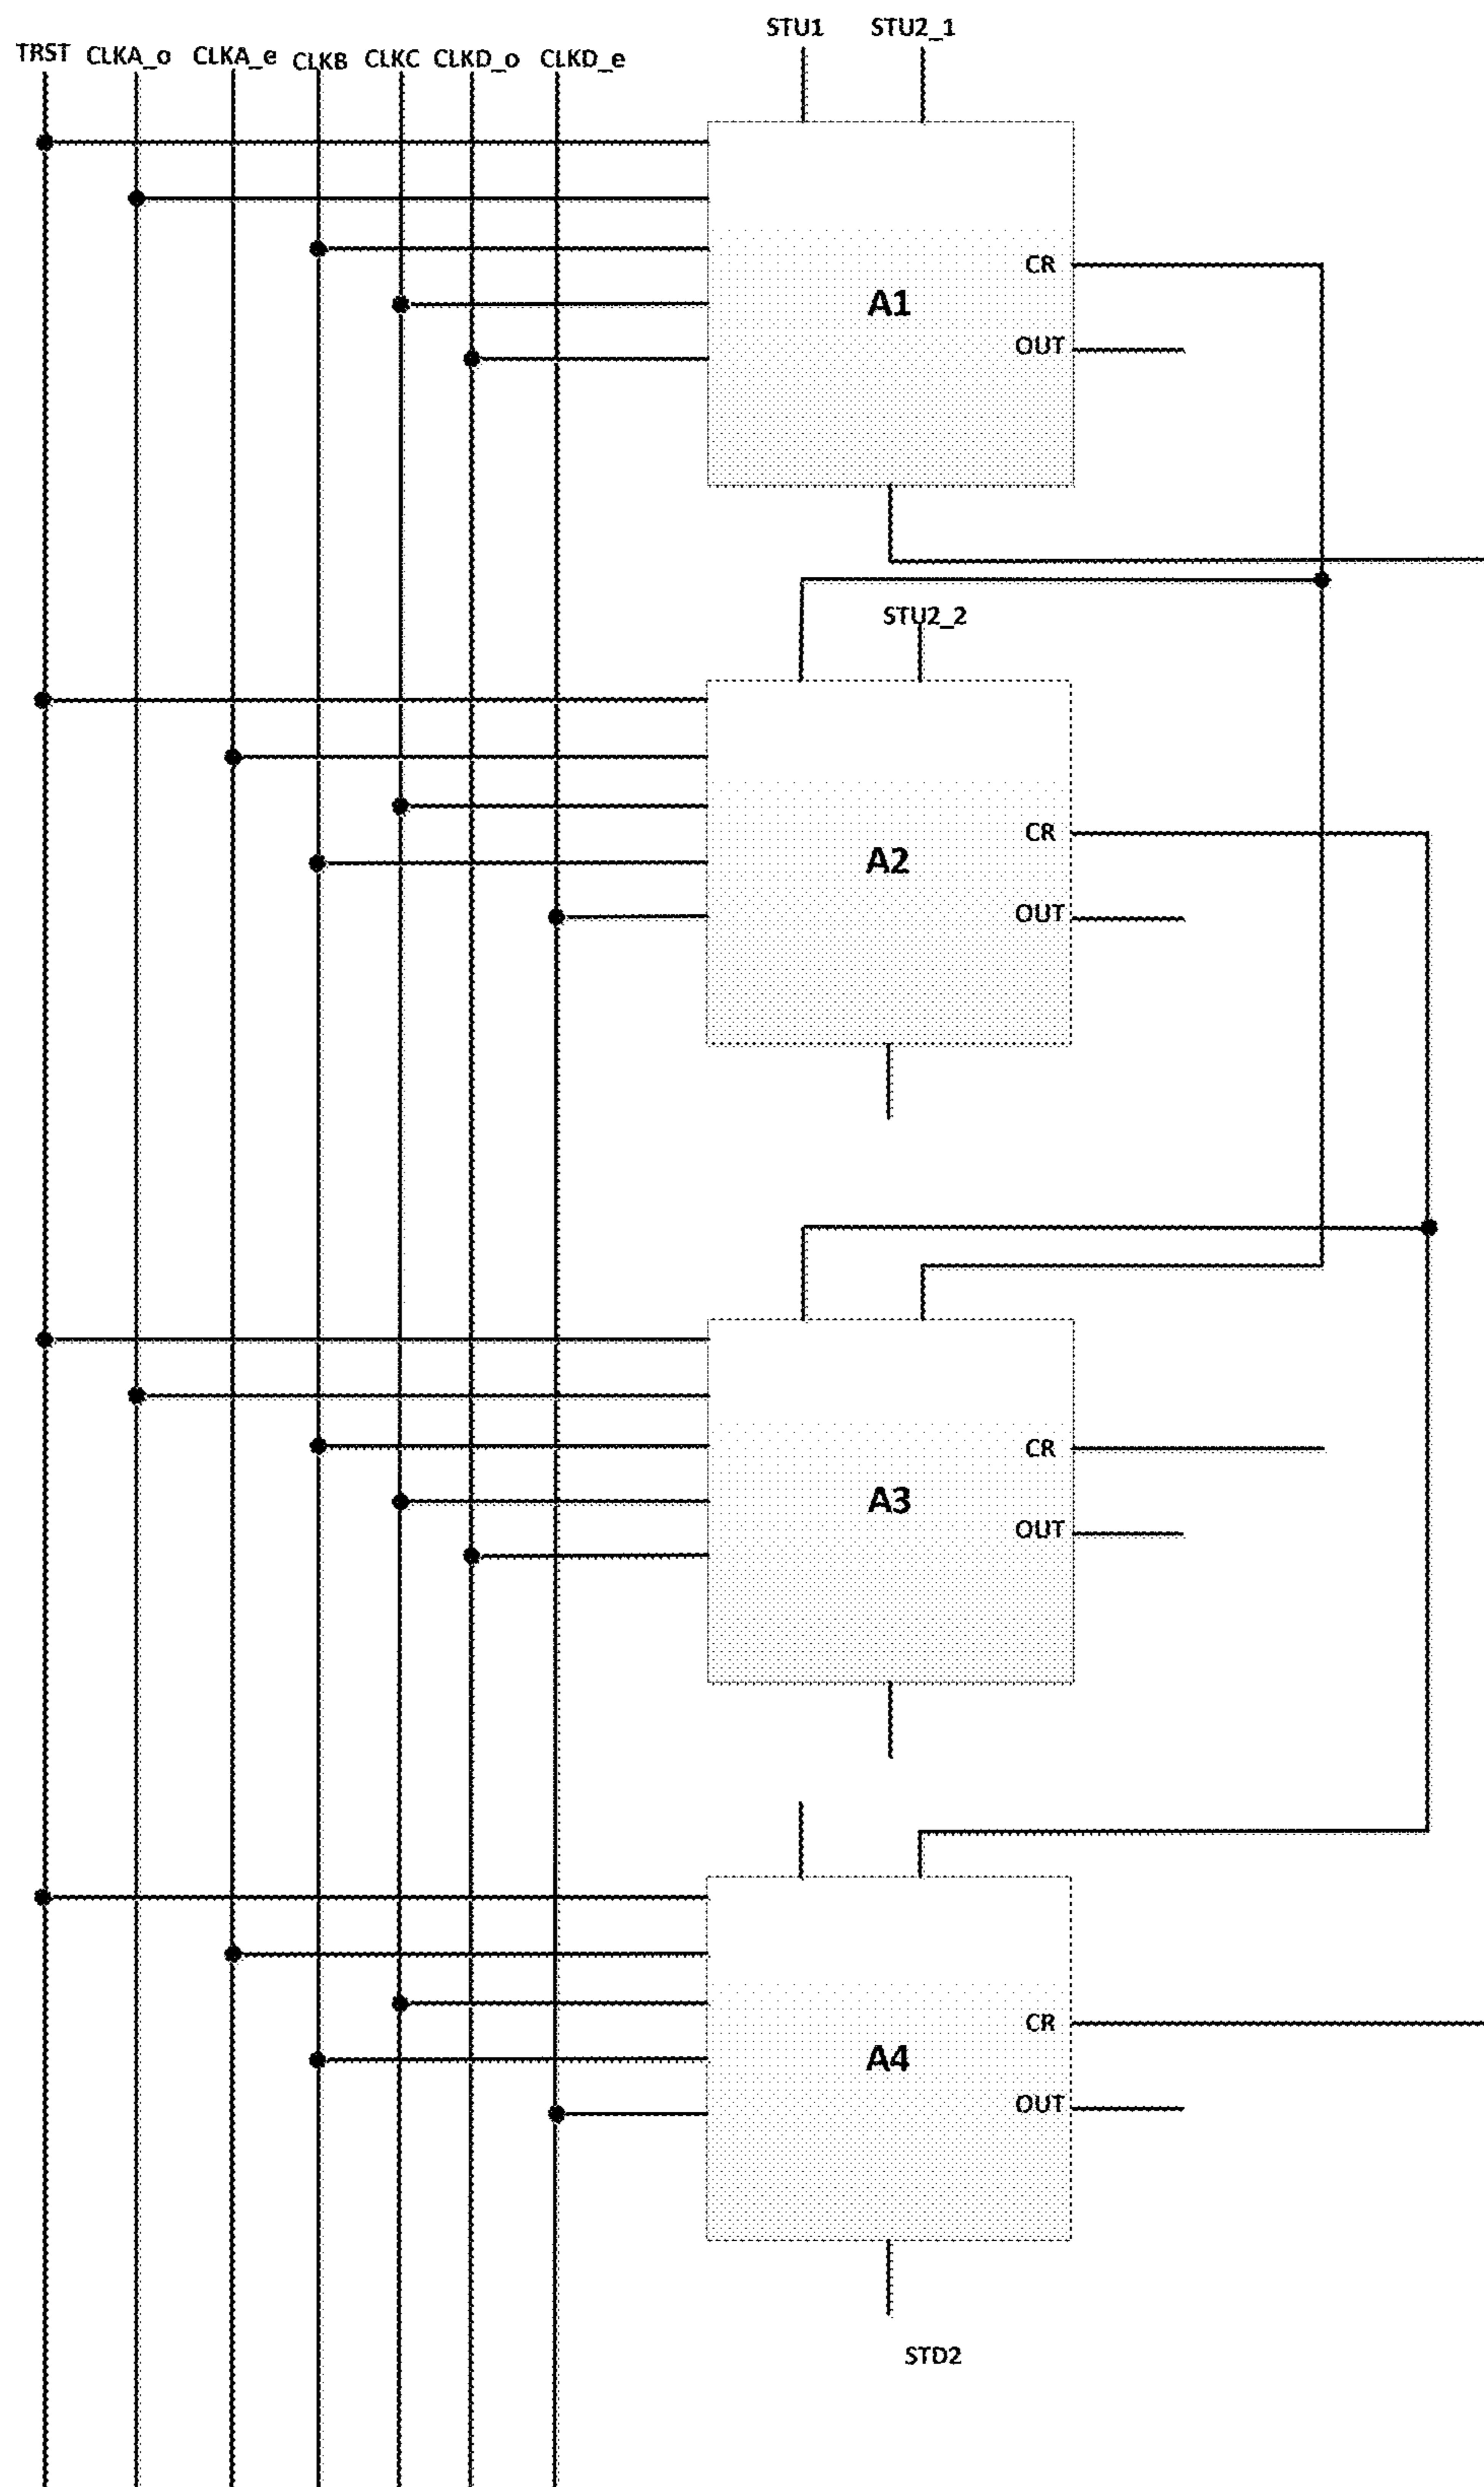 STU1 STU2_1
TRST CLKA_o CLKA_e CLKB CLKC CLKD_o CLKD_e
CR
A1
OUT
STU2_2
CR
A2
OUT
CR
A3
OUT
CR
A4
OUT
STD2